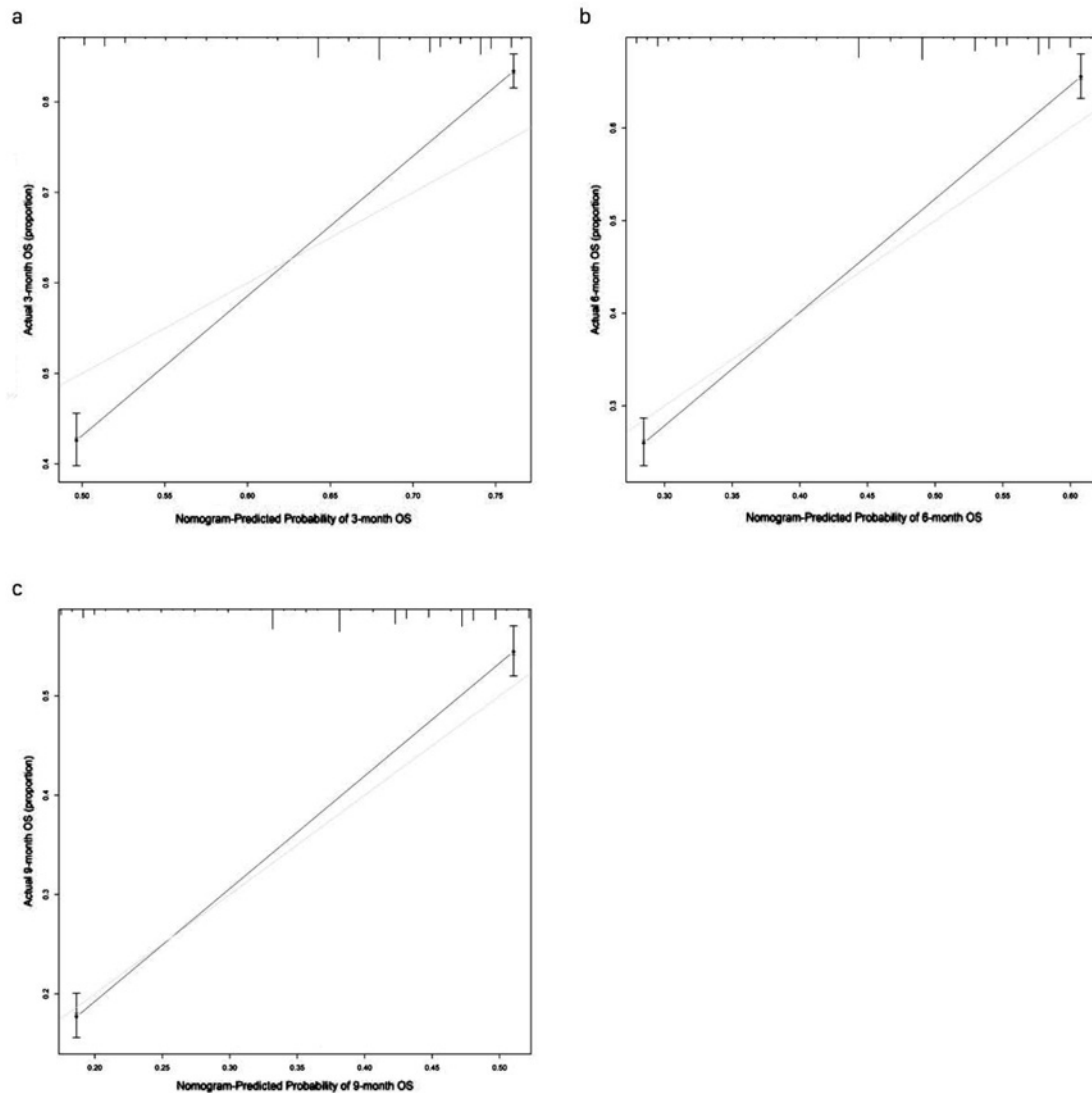 a
Actual 3-month OS (proportion)
0.8
0.7
0.6
0.5
0.4
0.50 0.55 0.60 0.65 0.70 0.75
Nomogram-Predicted Probability of 3-month OS
b
Actual 6-month OS (proportion)
0.6
0.5
0.4
0.3
0.30 0.35 0.40 0.45 0.50 0.55 0.60
Nomogram-Predicted Probability of 6-month OS
c
Actual 9-month OS (proportion)
0.5
0.4
0.3
0.2
0.20 0.25 0.30 0.35 0.40 0.45 0.50
Nomogram-Predicted Probability of 9-month OS